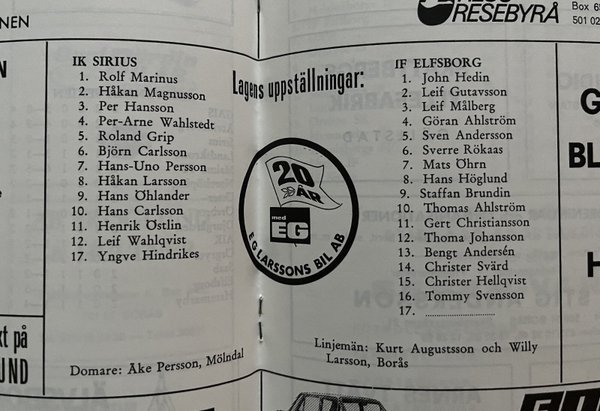 NEN
RESEBYRÅ
Box 65
501 02
Lagens uppställningar:
IK SIRIUS
1. Rolf Marinus
2. Håkan Magnusson
3. Per Hansson
4. Per-Arne Wahlstedt
5. Roland Grip
6. Björn Carlsson
7. Hans-Uno Persson
8. Håkan Larsson
9. Hans Öhlander
10. Hans Carlsson
11. Henrik Östlin
12. Leif Wahlqvist
17. Yngve Hindrikes
Domare: Åke Persson, Mölndal
20
ÅR
med
EG
EG LARSSONS BIL AB
IF ELFSBORG
1. John Hedin
2. Leif Gutavsson
3. Leif Målberg
4. Göran Ahlström
5. Sven Andersson
6. Sverre Rökaas
7. Mats Öhrn
8. Hans Höglund
9. Staffan Brundin
10. Thomas Ahlström
11. Gert Christiansson
12. Thoma Johansson
13. Bengt Andersén
14. Christer Svärd
15. Christer Hellqvist
16. Tommy Svensson
17. ..................
Linjemän: Kurt Augustsson och Willy
Larsson, Borås
xt på
UND
G
BL
H